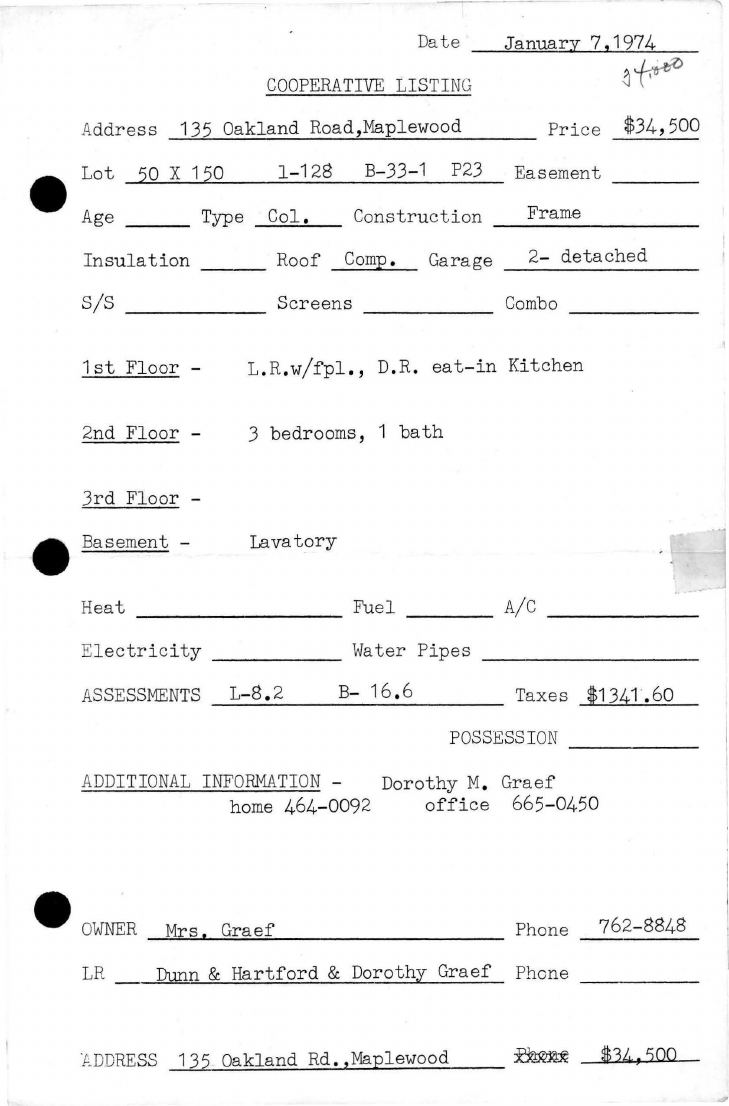 Date January 7,1974
34,000
COOPERATIVE LISTING
Address 135 Oakland Road,Maplewood Price $34,500
Lot 50 X 150 1-128 B-33-1 P23 Easement
Age Type Col. Construction Frame
Insulation Roof Comp. Garage 2- detached
S/S Screens Combo
1st Floor - L.R.w/fpl., D.R. eat-in Kitchen
2nd Floor - 3 bedrooms, 1 bath
3rd Floor -
Basement - Lavatory
Heat Fuel A/C
Electricity Water Pipes
ASSESSMENTS L-8.2 B- 16.6 Taxes $1341.60
POSSESSION
ADDITIONAL INFORMATION - Dorothy M. Graef
home 464-0092 office 665-0450
OWNER Mrs. Graef Phone 762-8848
LR Dunn & Hartford & Dorothy Graef Phone
ADDRESS 135 Oakland Rd.,Maplewood Phone $34,500